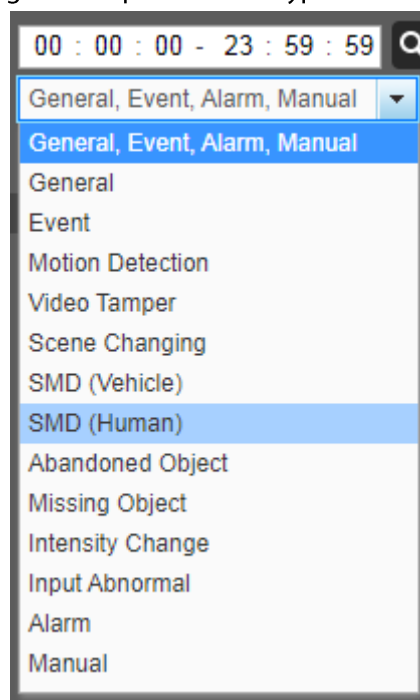 00 : 00 : 00 - 23 : 59 : 59
General, Event, Alarm, Manual
General, Event, Alarm, Manual
General
Event
Motion Detection
Video Tamper
Scene Changing
SMD (Vehicle)
SMD (Human)
Abandoned Object
Missing Object
Intensity Change
Input Abnormal
Alarm
Manual